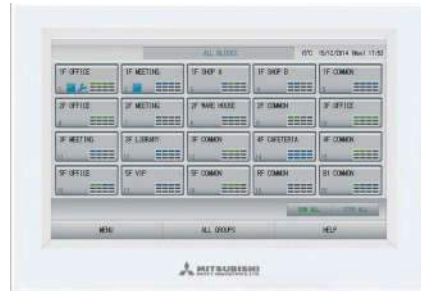 ALL BLOCKS
1F OFFICE 1F MEETING 1F SHOP A 1F SHOP B 1F COMMON
2F OFFICE 2F MEETING 2F WARE HOUSE 2F COMMON 3F OFFICE
3F MEETING 3F LIBRARY 3F COMMON 4F CAFETERIA 4F COMMON
5F OFFICE 5F VIP 5F COMMON RF COMMON B1 COMMON
RUN ALL STOP ALL
MENU ALL GROUPS HELP
MITSUBISHI